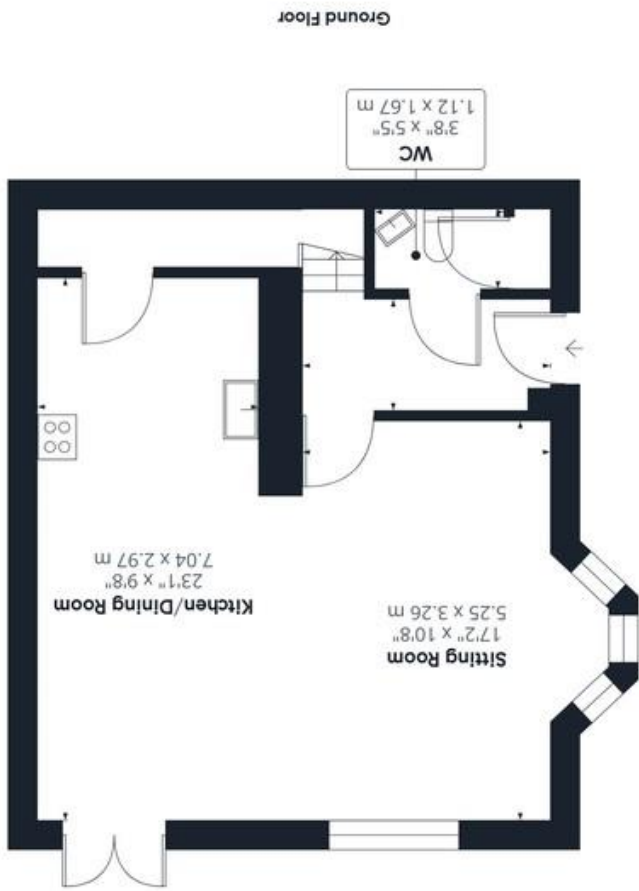 Sitting Room
17'2" x 10'8"
5.25 x 3.26 m
Kitchen/Dining Room
23'1" x 9'8"
7.04 x 2.97 m
WC
3'8" x 5'5"
1.12 x 1.67 m
Ground Floor